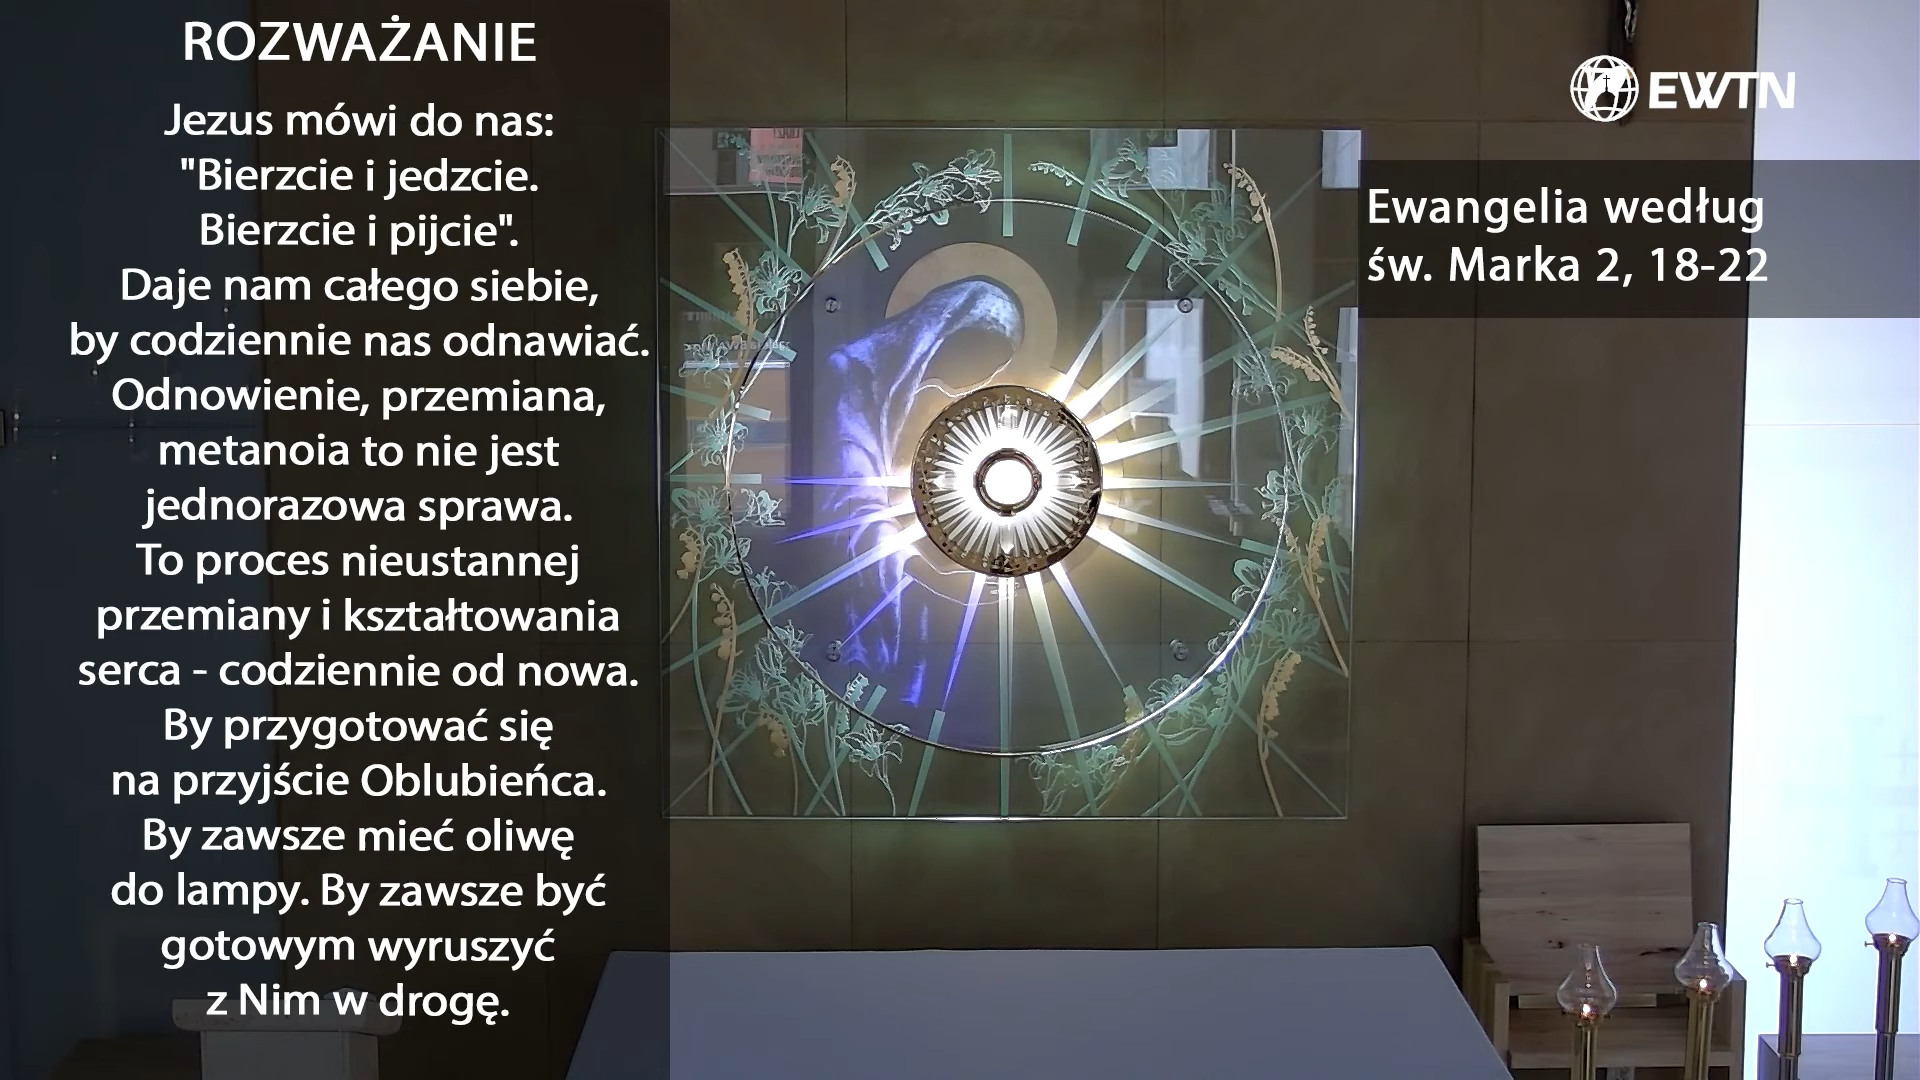 ROZWAŻANIE
Jezus mówi do nas:
"Bierzcie i jedzcie.
Bierzcie i pijcie".
Daje nam całego siebie,
by codziennie nas odnawiać.
Odnowienie, przemiana,
metanoia to nie jest
jednorazowa sprawa.
To proces nieustannej
przemiany i kształtowania
serca - codziennie od nowa.
By przygotować się
na przyjście Oblubieńca.
By zawsze mieć oliwę
do lampy. By zawsze być
gotowym wyruszyć
z Nim w drogę.
EWTN
Ewangelia według
św. Marka 2, 18-22